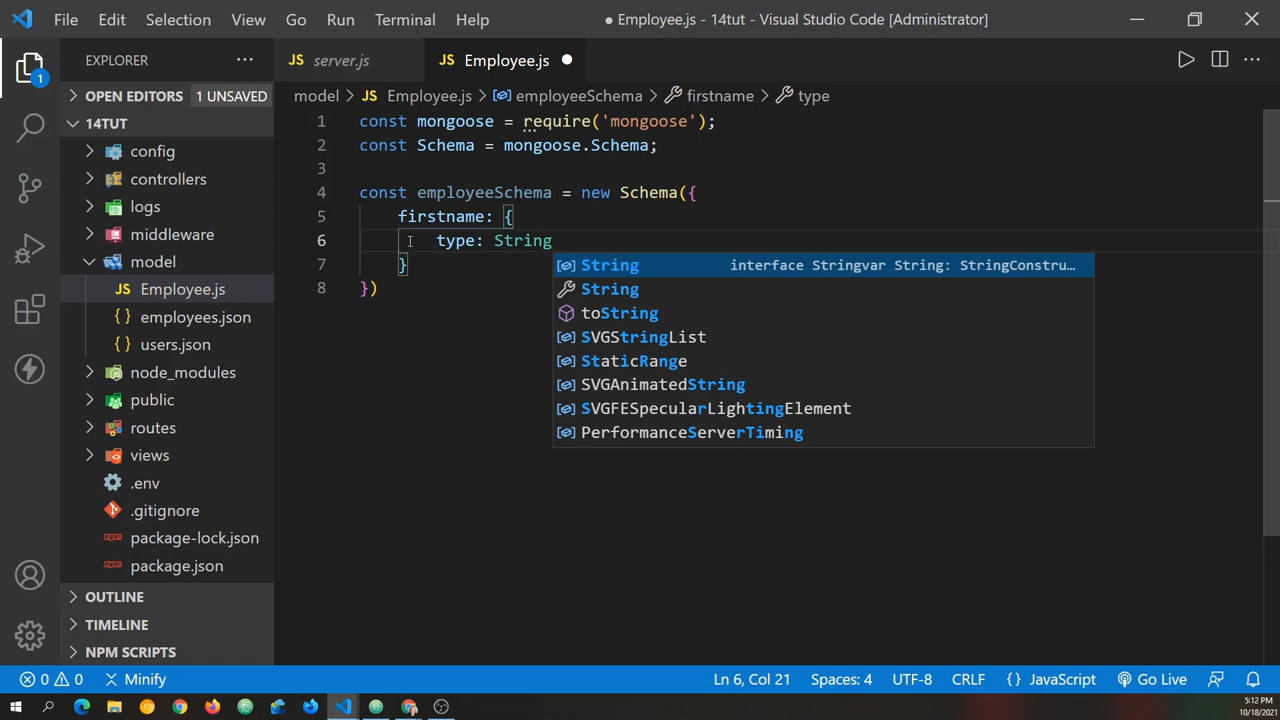 File Edit Selection View Go Run Terminal Help
● Employee.js - 14tut - Visual Studio Code [Administrator]
EXPLORER ···
JS server.js
JS Employee.js ●
1
OPEN EDITORS 1 UNSAVED
14TUT
config
controllers
logs
middleware
model
JS Employee.js
{ } employees.json
{ } users.json
node_modules
public
routes
views
.env
.gitignore
package-lock.json
package.json
OUTLINE
TIMELINE
NPM SCRIPTS
model > JS Employee.js > employeeSchema > firstname > type
1 const mongoose = require('mongoose');
2 const Schema = mongoose.Schema;
3
4 const employeeSchema = new Schema({
5 firstname: {
6 type: String
7 }
8 })
String interface Stringvar String: StringConstru…
String
toString
SVGStringList
StaticRange
SVGAnimatedString
SVGFESpecularLightingElement
PerformanceServerTiming
0 0 Minify
Ln 6, Col 21 Spaces: 4 UTF-8 CRLF { } JavaScript Go Live
5:12 PM
10/18/2021